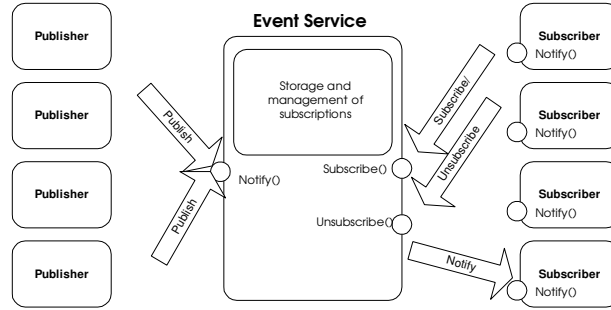 Event Service
Publisher
Publisher
Publisher
Publisher
Publish
Publish
Storage and
management of
subscriptions
Notify()
Subscribe()
Unsubscribe()
Subscribe/
Unsubscribe
Notify
Subscriber
Notify()
Subscriber
Notify()
Subscriber
Notify()
Subscriber
Notify()